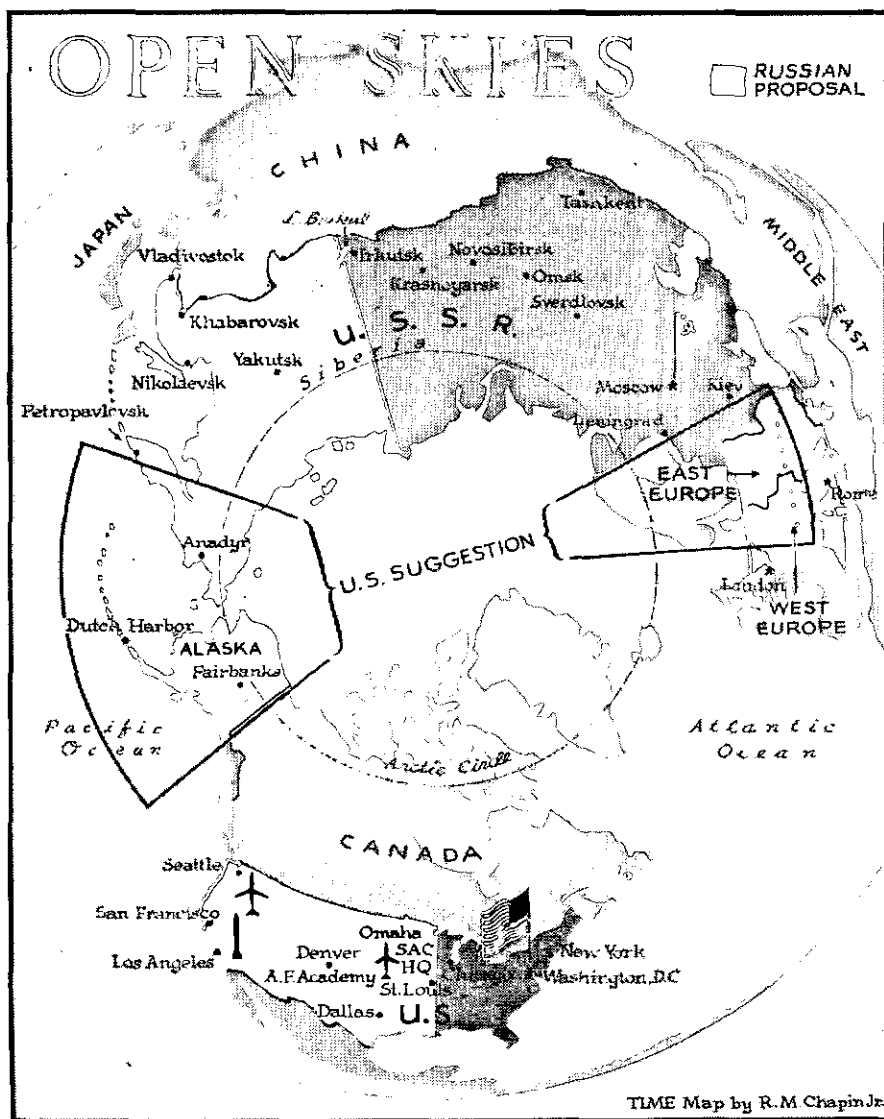 OPEN SKIES
RUSSIAN
PROPOSAL
CHINA
JAPAN
MIDDLE EAST
Tashkent
Vladivostok
Irkutsk
Novosibirsk
Krasnoyarsk
Omsk
Sverdlovsk
Khabarovsk
U.S.S.R.
Siberia
Yakutsk
Nikolaevsk
Moscow
Kiev
Petropavlovsk
Leningrad
EAST
EUROPE
Rome
Anadyr
U.S. SUGGESTION
London
WEST
EUROPE
Dutch Harbor
ALASKA
Fairbanks
Pacific
Ocean
Atlantic
Ocean
Arctic Circle
CANADA
Seattle
San Francisco
Omaha
SAC
HQ
New York
Los Angeles
Denver
A.F. Academy
Chicago
Washington, D.C
St. Louis
Dallas
U.S
TIME Map by R.M. Chapin Jr.